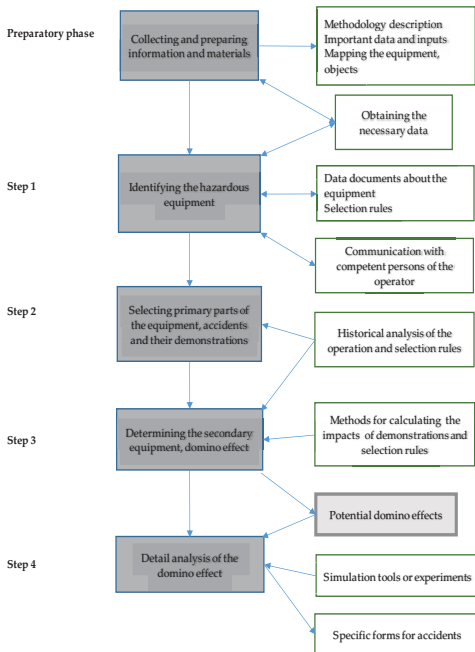 Preparatory phase
Collecting and preparing
information and materials
Methodology description
Important data and inputs
Mapping the equipment,
objects
Obtaining the
necessary data
Step 1
Identifying the hazardous
equipment
Data documents about the
equipment
Selection rules
Communication with
competent persons of the
operator
Step 2
Selecting primary parts of
the equipment, accidents
and their demonstrations
Historical analysis of the
operation and selection rules
Step 3
Determining the secondary
equipment, domino effect
Methods for calculating the
impacts of demonstrations and
selection rules
Potential domino effects
Step 4
Detail analysis of the
domino effect
Simulation tools or experiments
Specific forms for accidents